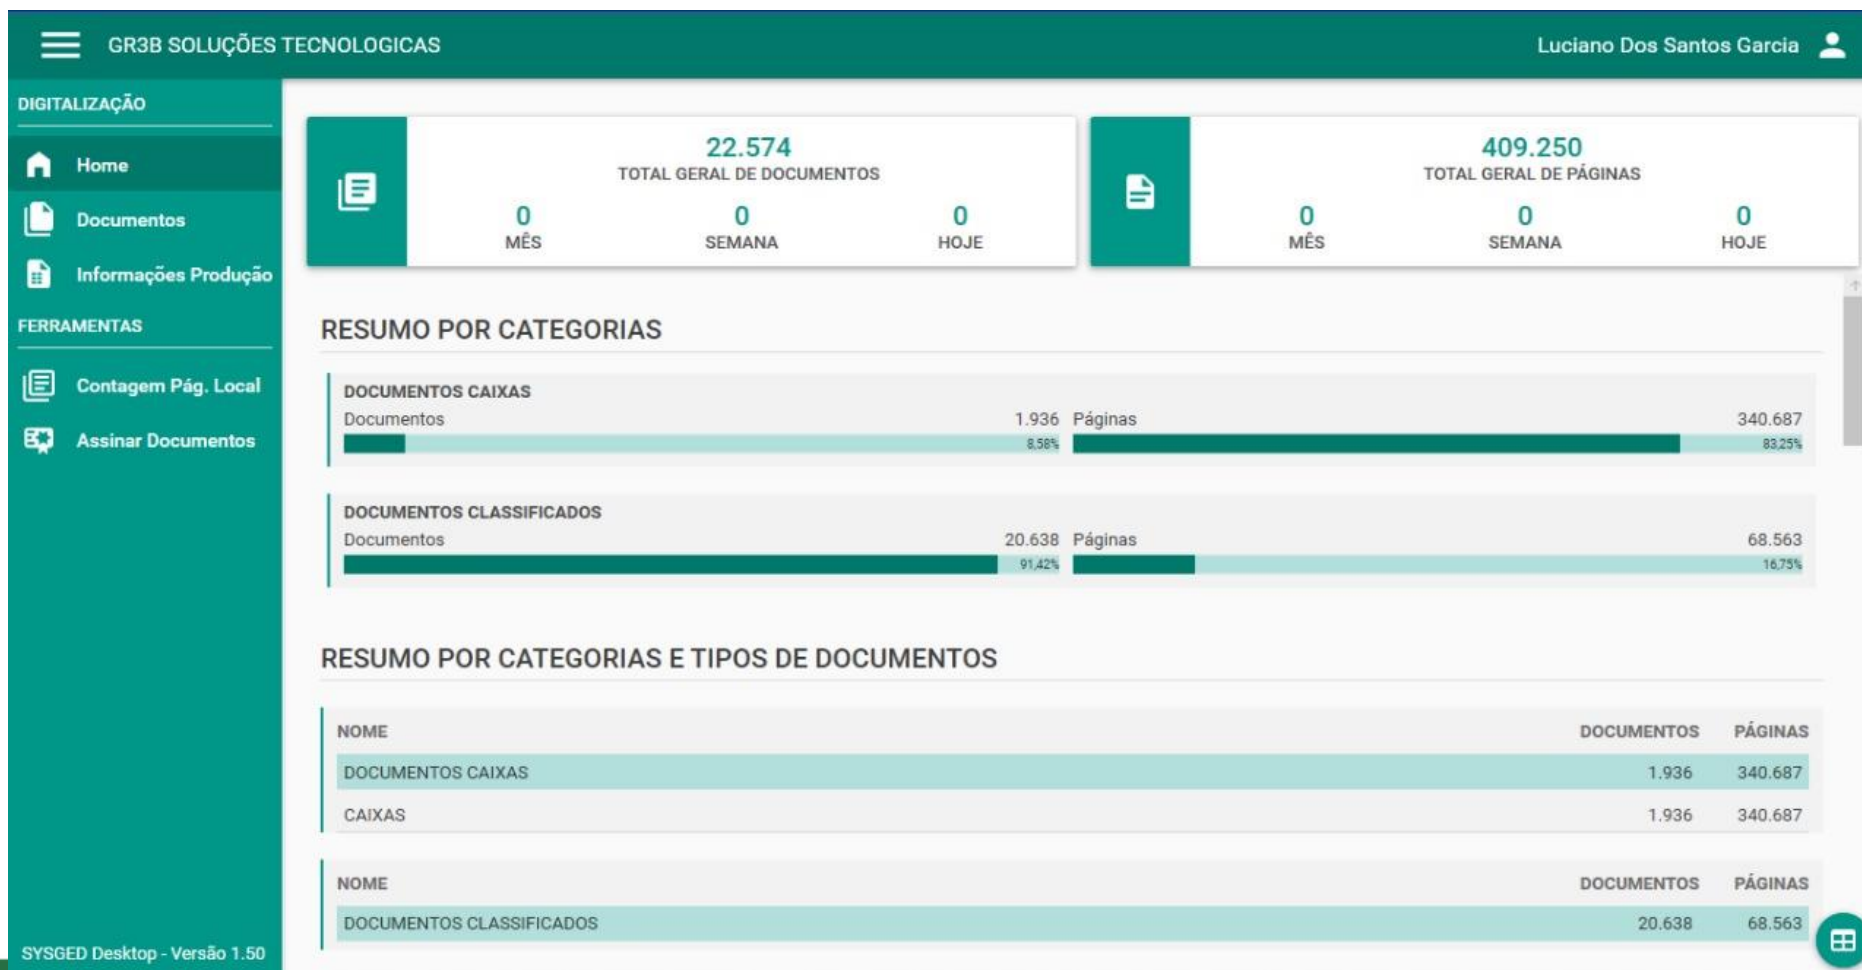 GR3B SOLUÇÕES TECNOLOGICAS
Luciano Dos Santos Garcia
DIGITALIZAÇÃO
Home
Documentos
Informações Produção
FERRAMENTAS
Contagem Pág. Local
Assinar Documentos
SYSGED Desktop - Versão 1.50
22.574
TOTAL GERAL DE DOCUMENTOS
0 0 0
MÊS SEMANA HOJE
409.250
TOTAL GERAL DE PÁGINAS
0 0 0
MÊS SEMANA HOJE
RESUMO POR CATEGORIAS
DOCUMENTOS CAIXAS
Documentos 1.936 Páginas 340.687
8,58% 83,25%
DOCUMENTOS CLASSIFICADOS
Documentos 20.638 Páginas 68.563
91,42% 16,75%
RESUMO POR CATEGORIAS E TIPOS DE DOCUMENTOS
NOME DOCUMENTOS PÁGINAS
DOCUMENTOS CAIXAS 1.936 340.687
CAIXAS 1.936 340.687
NOME DOCUMENTOS PÁGINAS
DOCUMENTOS CLASSIFICADOS 20.638 68.563